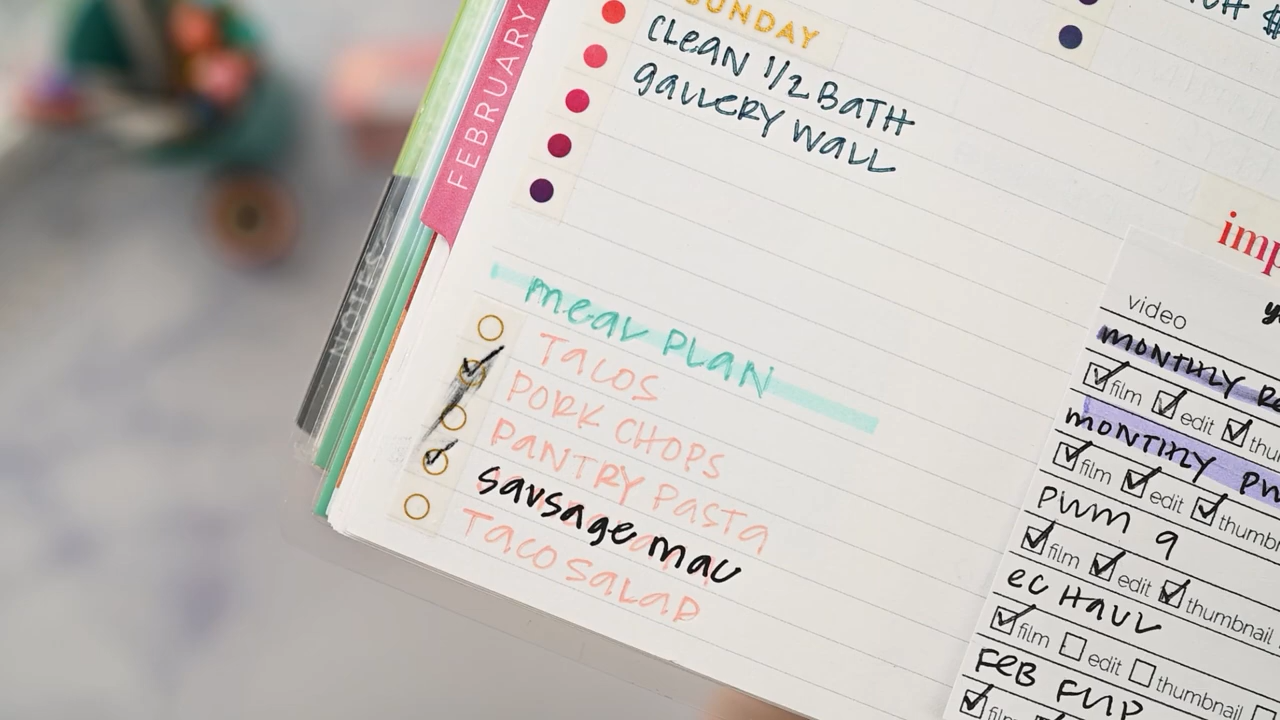 FEBRUARY
NOTES
SUNDAY
CLEAN 1/2 BATH
gallery wall
meal PLAN
TACOS
PORK CHOPS
PANTRY PASTA
sausage mac
TACO SALAD
video
MONTHLY
film edit
MONTHLY
film edit
PWM 9
film edit thumbnail
EC HAUL
film edit thumbnail
FEB FLIP
film